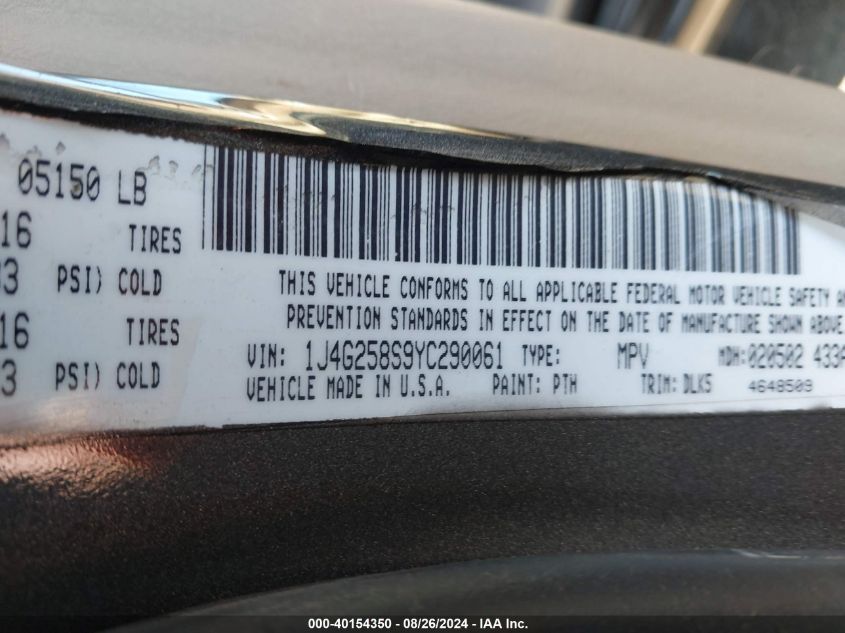 05150 LB
16 TIRES
03 PSI) COLD
16 TIRES
3 PSI) COLD
THIS VEHICLE CONFORMS TO ALL APPLICABLE FEDERAL MOTOR VEHICLE SAFETY
PREVENTION STANDARDS IN EFFECT ON THE DATE OF MANUFACTURE SHOWN ABOVE.
VIN: 1J4G258S9YC290061 TYPE: MPV MDH:020502 433
VEHICLE MADE IN U.S.A. PAINT: PTH TRIM: DLK5 4648509
000-40154350 / 08/26/2024 - IAA Inc.